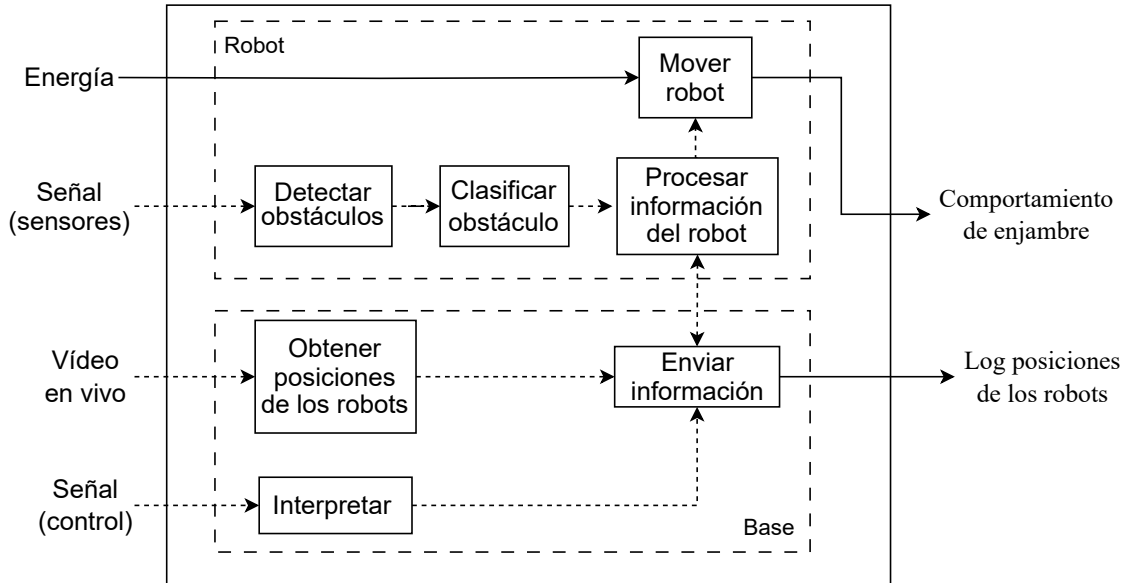 Robot
Energía
Mover
robot
Señal
(sensores)
Detectar
obstáculos
Clasificar
obstáculo
Procesar
información
del robot
Comportamiento
de enjambre
Vídeo
en vivo
Obtener
posiciones
de los robots
Enviar
información
Log posiciones
de los robots
Señal
(control)
Interpretar
Base